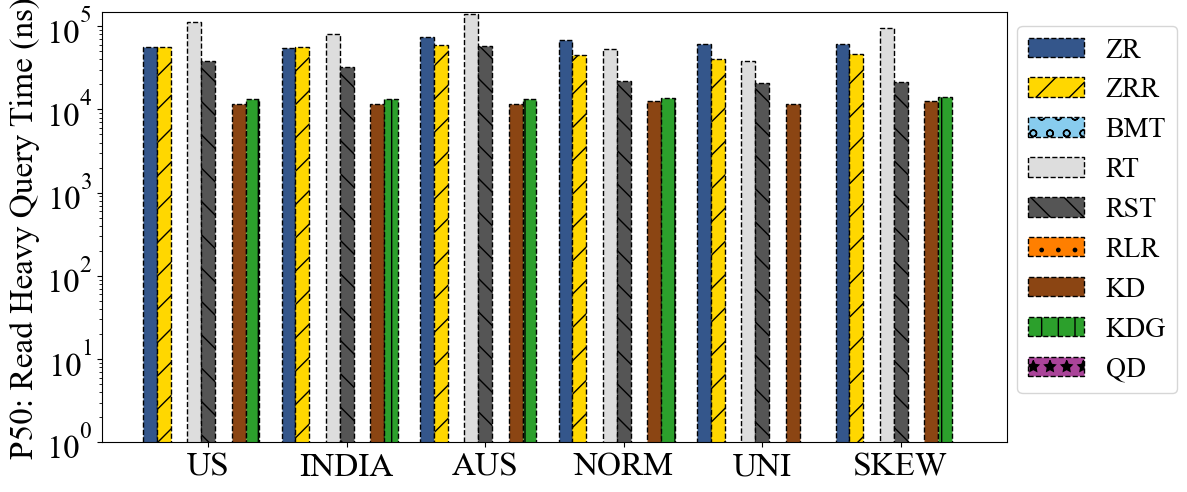 P50: Read Heavy Query Time (ns)
10^5
10^4
10^3
10^2
10^1
10^0
US INDIA AUS NORM UNI SKEW
ZR
ZRR
BMT
RT
RST
RLR
KD
KDG
QD